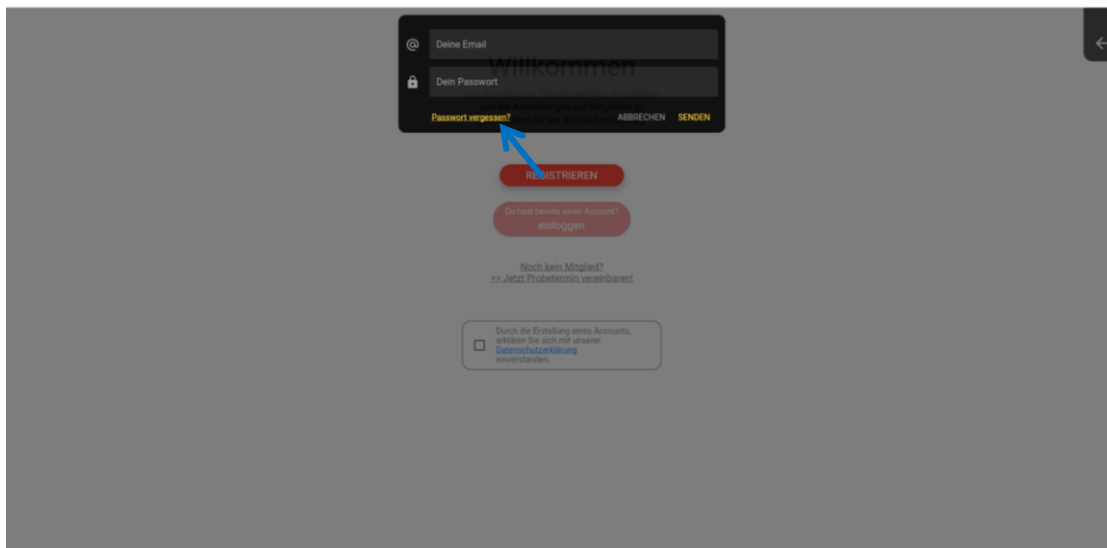 Deine Email
Willkommen
Dein Passwort
Passwort vergessen?
ABBRECHEN
SENDEN
REGISTRIEREN
Du hast bereits einen Account?
einloggen
Noch kein Mitglied?
=> Jetzt Probetermin vereinbaren!
Durch die Erstellung eines Accounts,
erklären Sie sich mit unserer
Datenschutzerklärung
einverstanden.